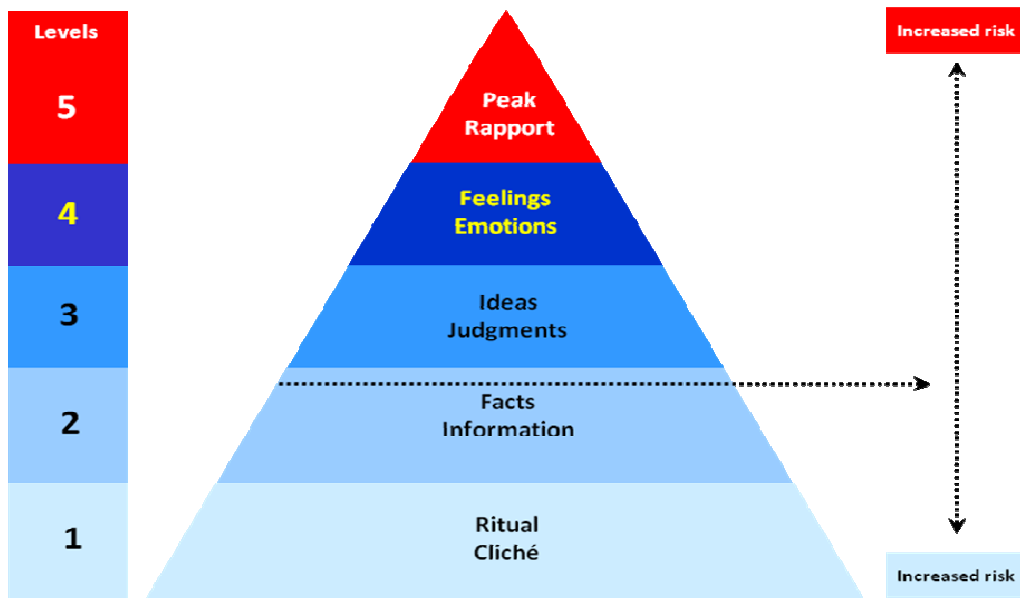 Levels
5
Peak
Rapport
Increased risk
4
Feelings
Emotions
3
Ideas
Judgments
2
Facts
Information
1
Ritual
Cliché
Increased risk